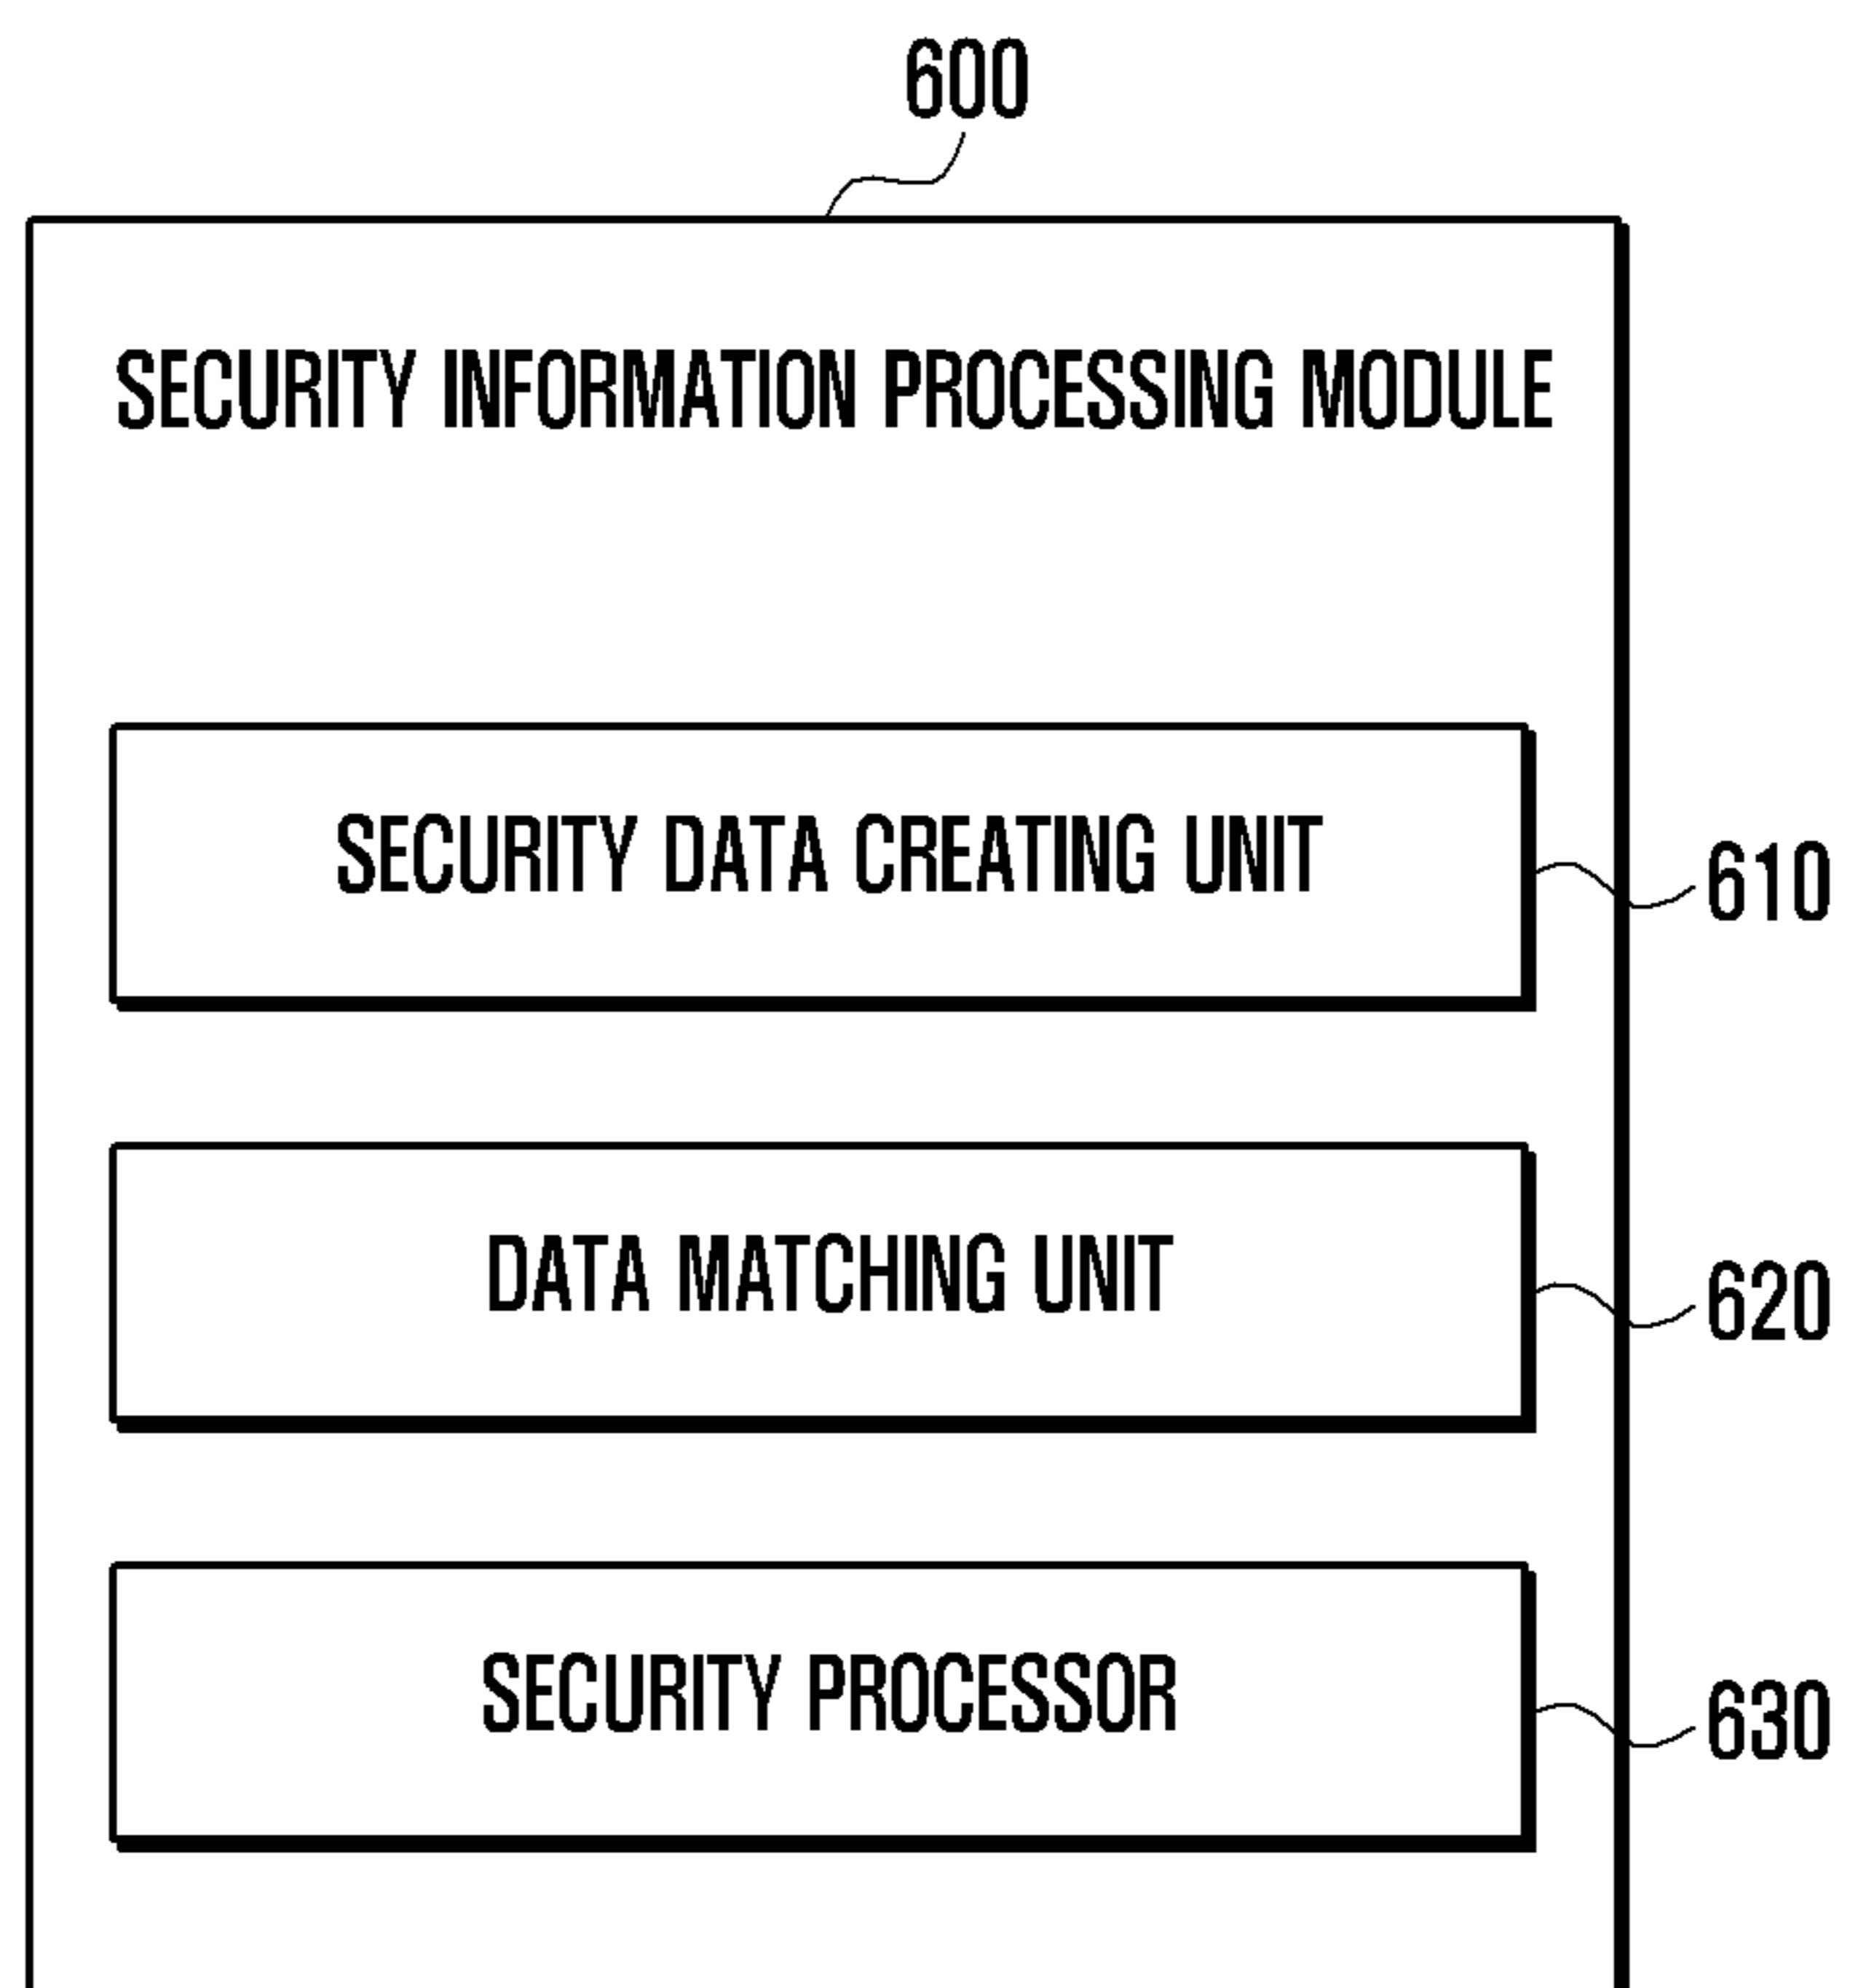 600
SECURITY INFORMATION PROCESSING MODULE
SECURITY DATA CREATING UNIT
610
DATA MATCHING UNIT
620
SECURITY PROCESSOR
630